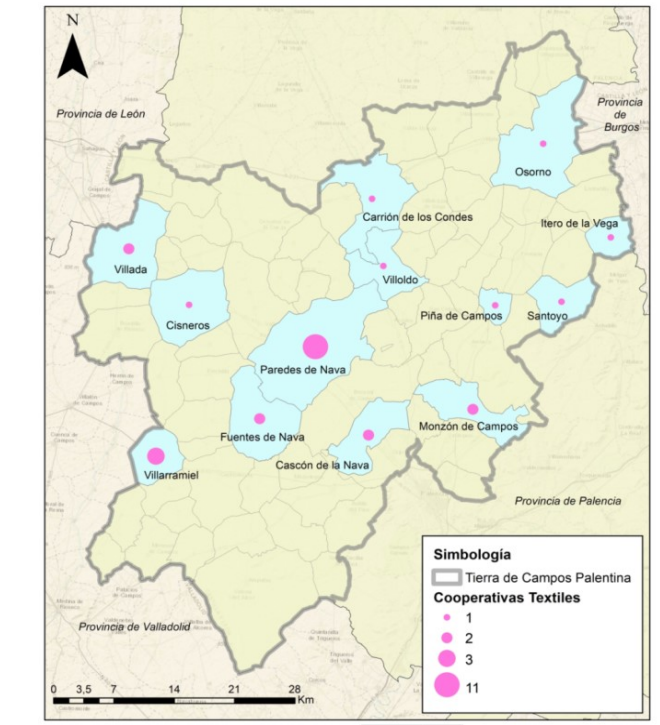 N
Provincia de León
Provincia
de
Burgos
Osorno
Carrión de los Condes
Itero de la Vega
Villada
Villoldo
Cisneros
Piña de Campos
Santoyo
Paredes de Nava
Fuentes de Nava
Monzón de Campos
Cascón de la Nava
Villarramiel
Provincia de Palencia
Provincia de Valladolid
Simbología
Tierra de Campos Palentina
Cooperativas Textiles
1
2
3
11
0 3,5 7 14 21 28
Km